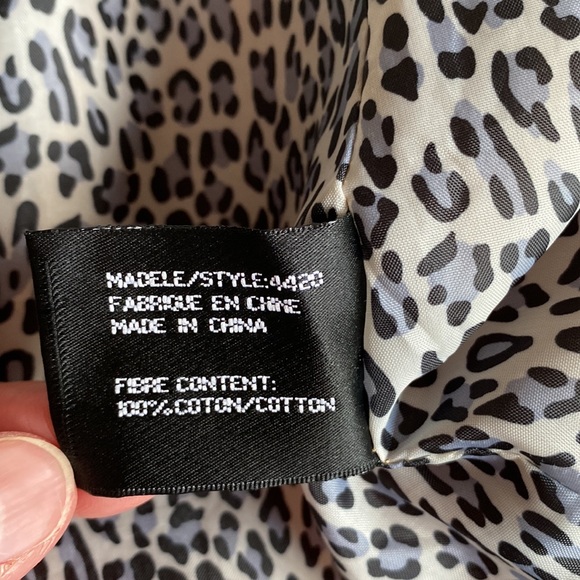 MADELE/STYLE:4420
FABRIQUE EN CHINE
MADE IN CHINA
FIBRE CONTENT:
100%COTON/COTTON